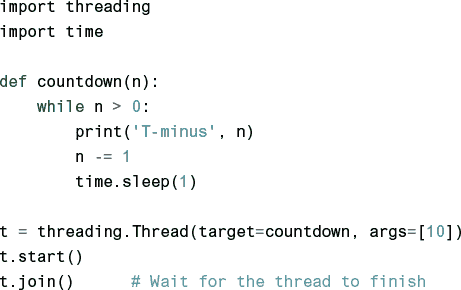 import threading
import time

def countdown(n):
    while n > 0:
        print('T-minus', n)
        n -= 1
        time.sleep(1)

t = threading.Thread(target=countdown, args=[10])
t.start()
t.join()      # Wait for the thread to finish